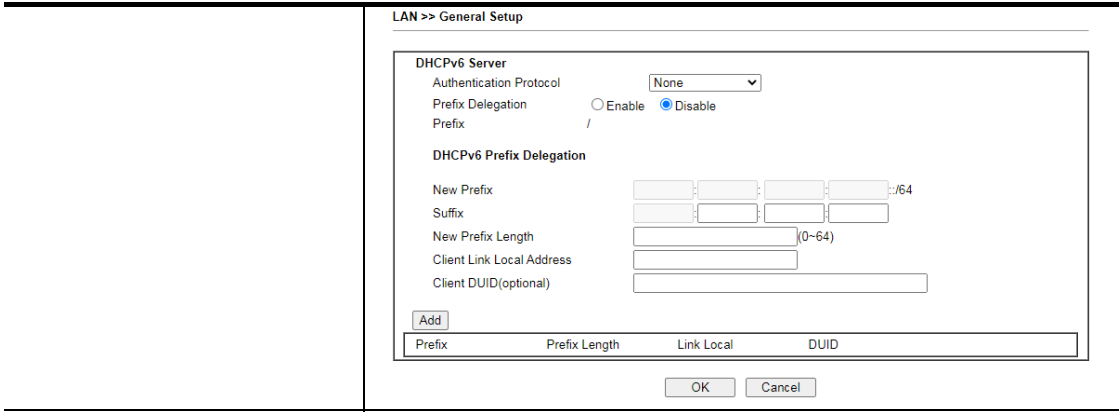 LAN >> General Setup
DHCPv6 Server
Authentication Protocol None
Prefix Delegation Enable Disable
Prefix /
DHCPv6 Prefix Delegation
New Prefix : : : ::/64
Suffix : : :
New Prefix Length (0~64)
Client Link Local Address
Client DUID(optional)
Add
Prefix Prefix Length Link Local DUID
OK Cancel